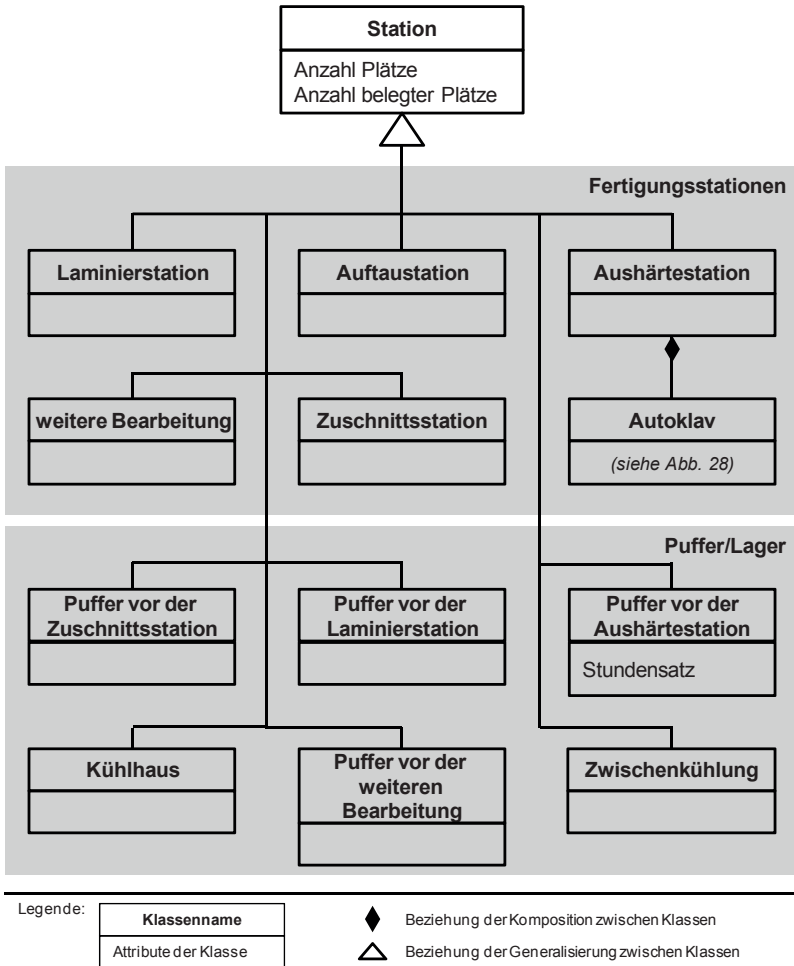 Station
Anzahl Plätze
Anzahl belegter Plätze
Fertigungsstationen
Laminierstation
Auftaustation
Aushärtestation
weitere Bearbeitung
Zuschnittsstation
Autoklav
(siehe Abb. 28)
Puffer/Lager
Puffer vor der
Zuschnittsstation
Puffer vor der
Laminierstation
Puffer vor der
Aushärtestation
Stundensatz
Kühlhaus
Puffer vor der
weiteren
Bearbeitung
Zwischenkühlung
Legende:
Klassenname
Attribute der Klasse
Beziehung der Komposition zwischen Klassen
Beziehung der Generalisierung zwischen Klassen